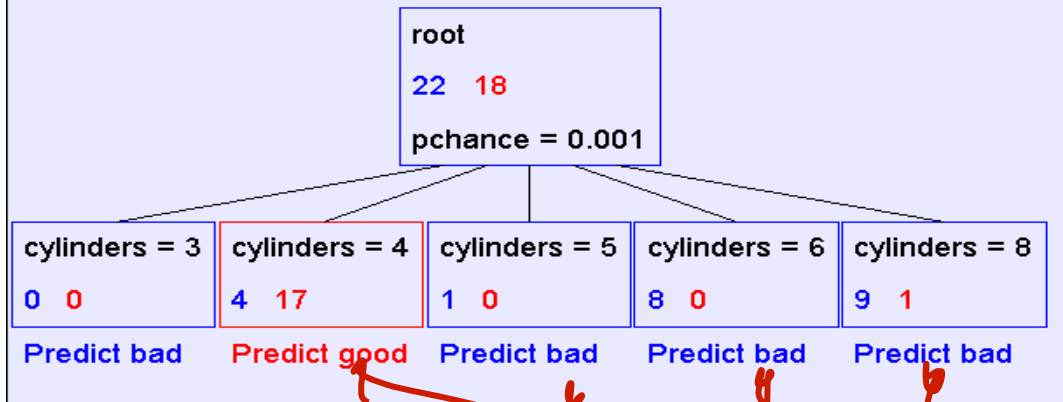 root
22 18
pchance = 0.001
cylinders = 3 cylinders = 4 cylinders = 5 cylinders = 6 cylinders = 8
0 0 4 17 1 0 8 0 9 1
Predict bad Predict good Predict bad Predict bad Predict bad